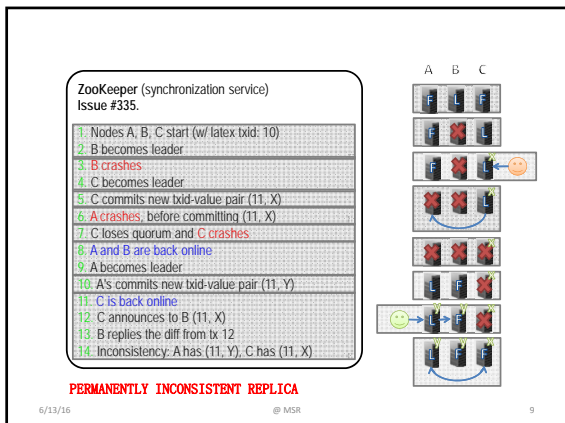 A B C
ZooKeeper (synchronization service)
Issue #335.
1. Nodes A, B, C start (w/ latex txid: 10)
2. B becomes leader
3. B crashes
4. C becomes leader
5. C commits new txid-value pair (11, X)
6. A crashes, before committing (11, X)
7. C loses quorum and C crashes
8. A and B are back online
9. A becomes leader
10. A's commits new txid-value pair (11, Y)
11. C is back online
12. C announces to B (11, X)
13. B replies the diff from tx 12
14. Inconsistency: A has (11, Y), C has (11, X)
F L F
F L
F L X
L X
X
L F X
L Y F Y X
L Y F Y F X
PERMANENTLY INCONSISTENT REPLICA
6/13/16 @ MSR 9